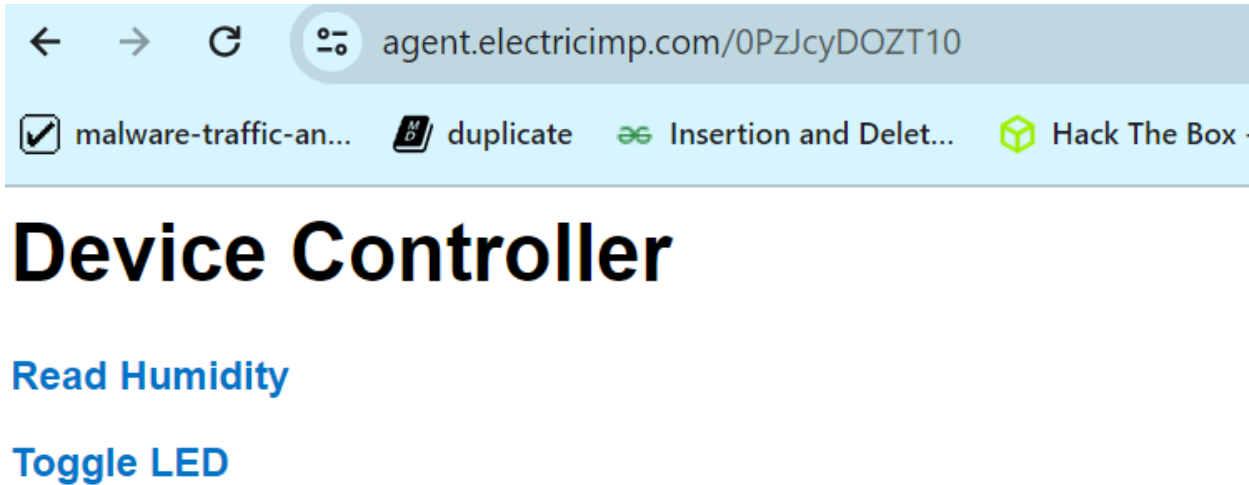 agent.electricimp.com/0PzJcyDOZT10
malware-traffic-an... duplicate Insertion and Delet... Hack The Box -
Device Controller
Read Humidity
Toggle LED